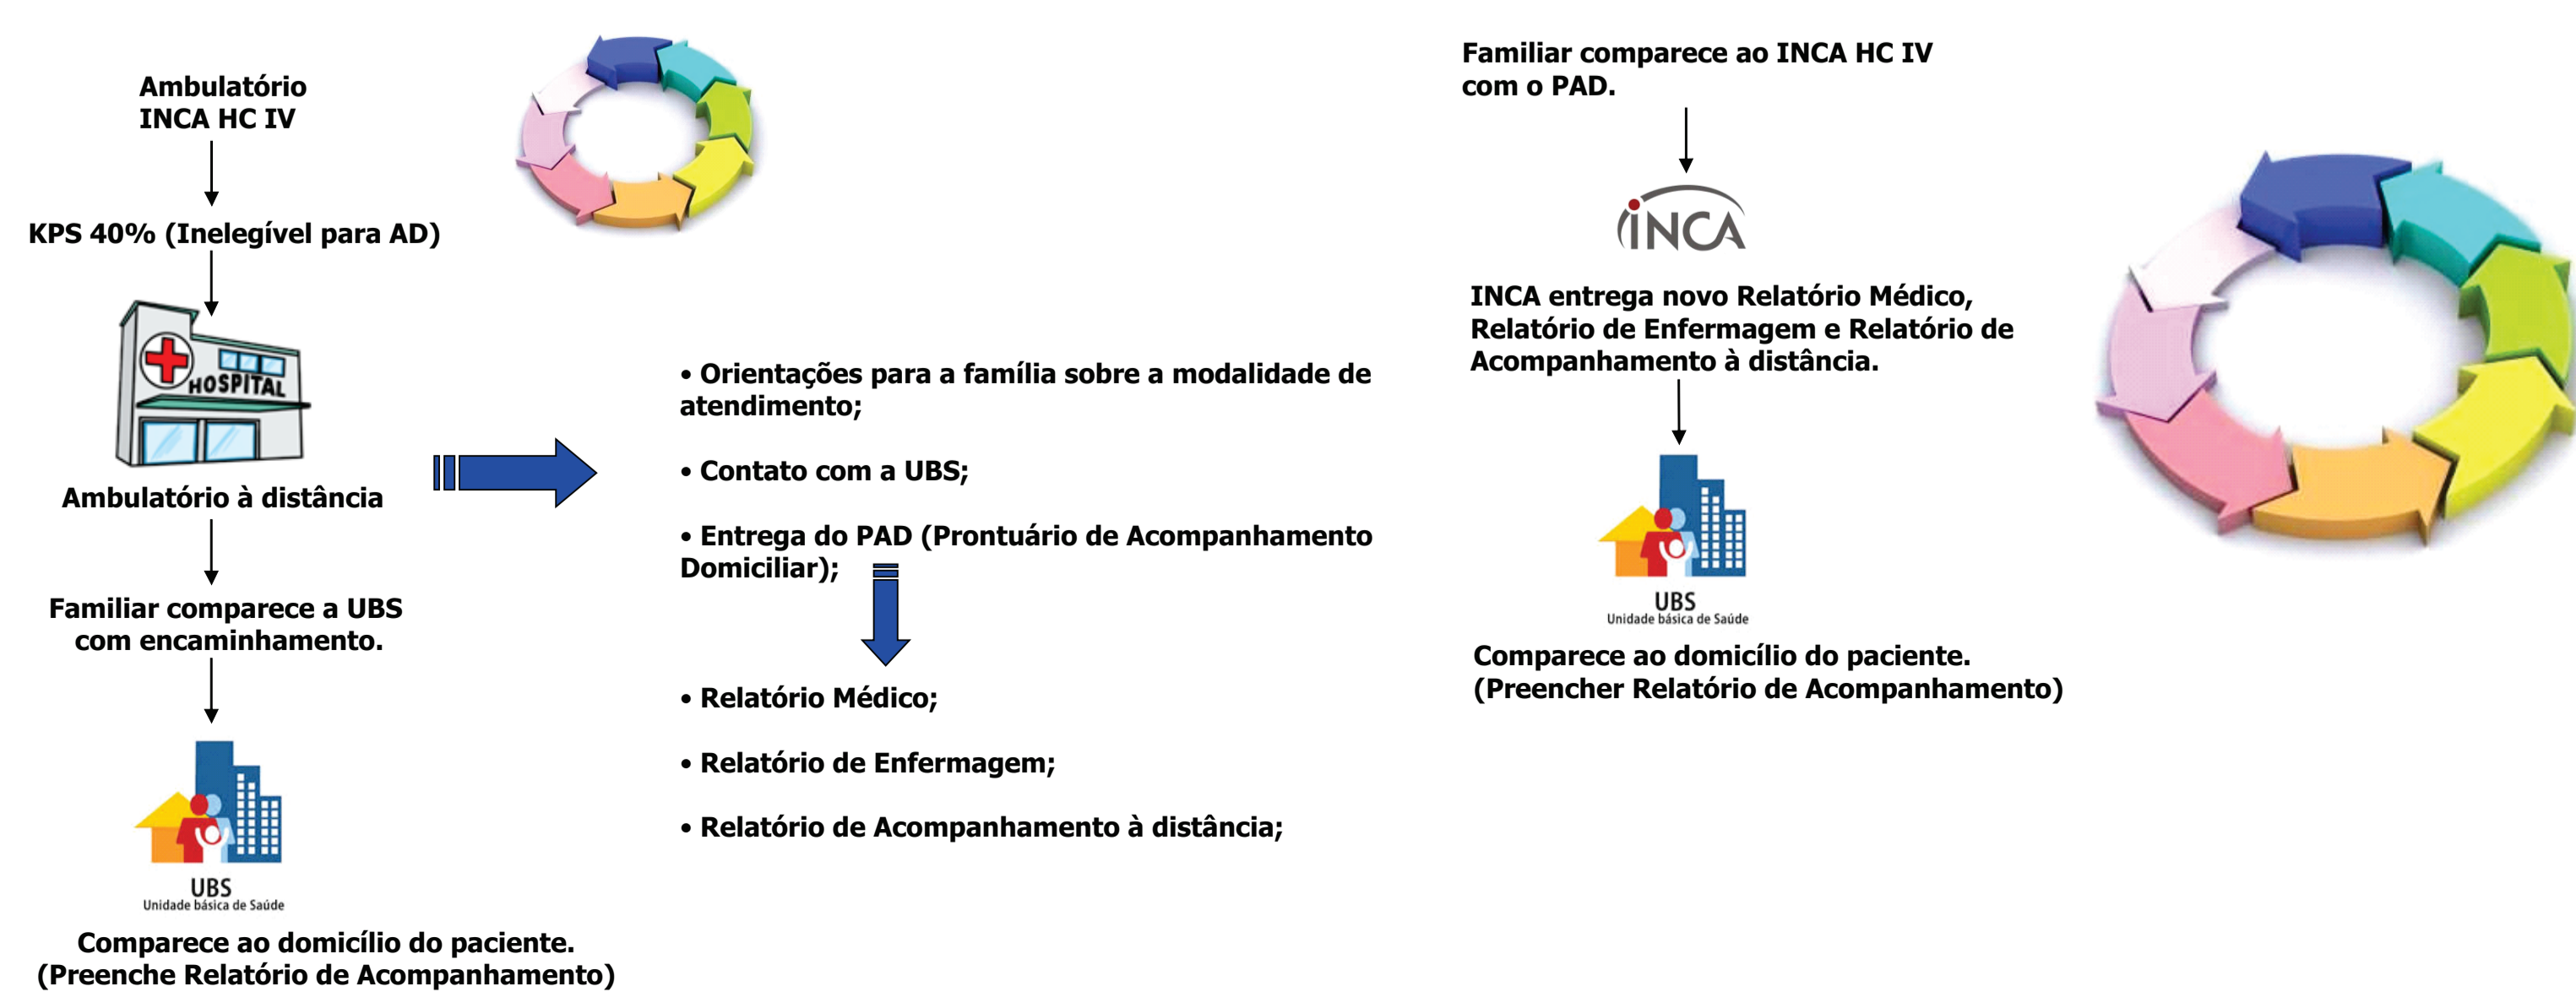 Ambulatório
INCA HC IV
KPS 40% (Inelegível para AD)
HOSPITAL
Ambulatório à distância
Familiar comparece a UBS
com encaminhamento.
UBS
Unidade básica de Saúde
Comparece ao domicílio do paciente.
(Preenche Relatório de Acompanhamento)
• Orientações para a família sobre a modalidade de
atendimento;
• Contato com a UBS;
• Entrega do PAD (Prontuário de Acompanhamento
Domiciliar);
• Relatório Médico;
• Relatório de Enfermagem;
• Relatório de Acompanhamento à distância;
Familiar comparece ao INCA HC IV
com o PAD.
INCA
INCA entrega novo Relatório Médico,
Relatório de Enfermagem e Relatório de
Acompanhamento à distância.
UBS
Unidade básica de Saúde
Comparece ao domicílio do paciente.
(Preencher Relatório de Acompanhamento)